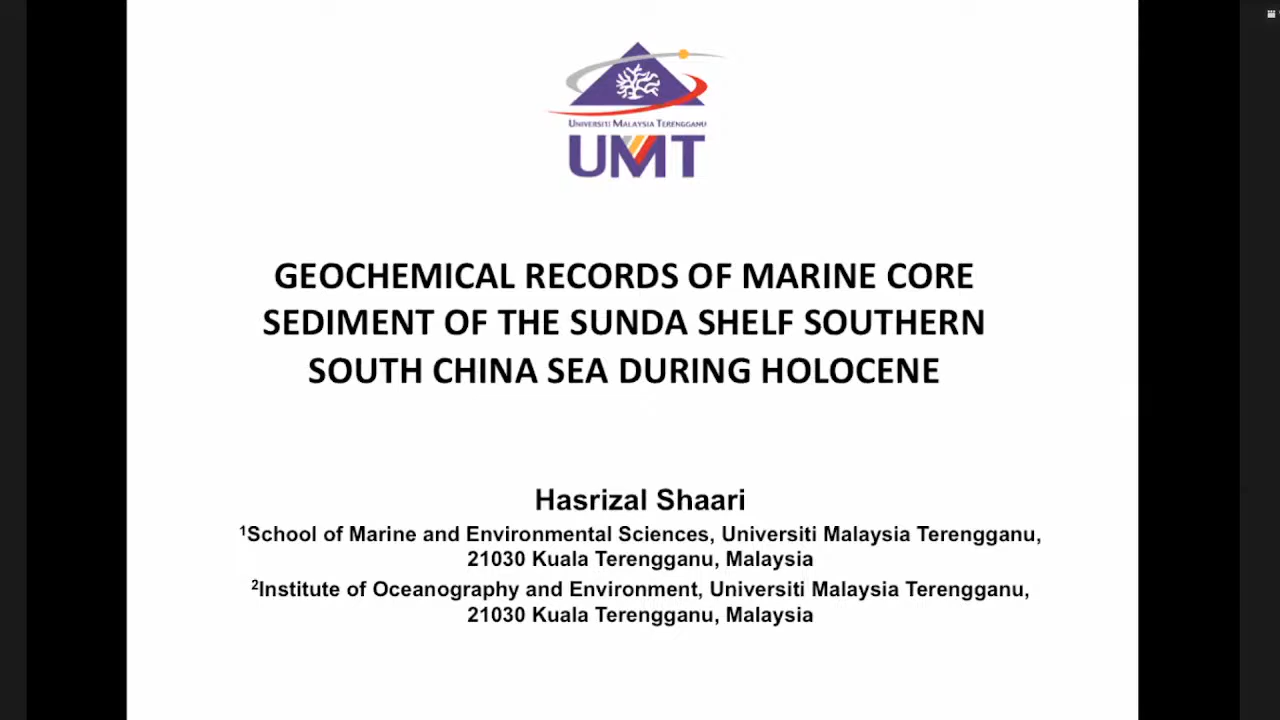 UNIVERSITI MALAYSIA TERENGGANU
UMT
GEOCHEMICAL RECORDS OF MARINE CORE
SEDIMENT OF THE SUNDA SHELF SOUTHERN
SOUTH CHINA SEA DURING HOLOCENE
Hasrizal Shaari
¹School of Marine and Environmental Sciences, Universiti Malaysia Terengganu,
21030 Kuala Terengganu, Malaysia
²Institute of Oceanography and Environment, Universiti Malaysia Terengganu,
21030 Kuala Terengganu, Malaysia